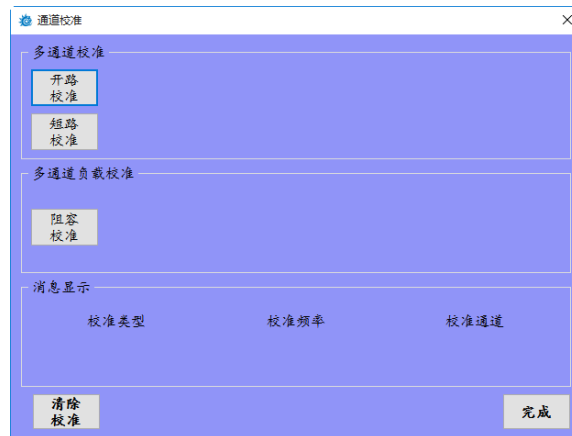 通道校准
多通道校准
开路
校准
短路
校准
多通道负载校准
阻容
校准
消息显示
校准类型 校准频率 校准通道
清除
校准
完成